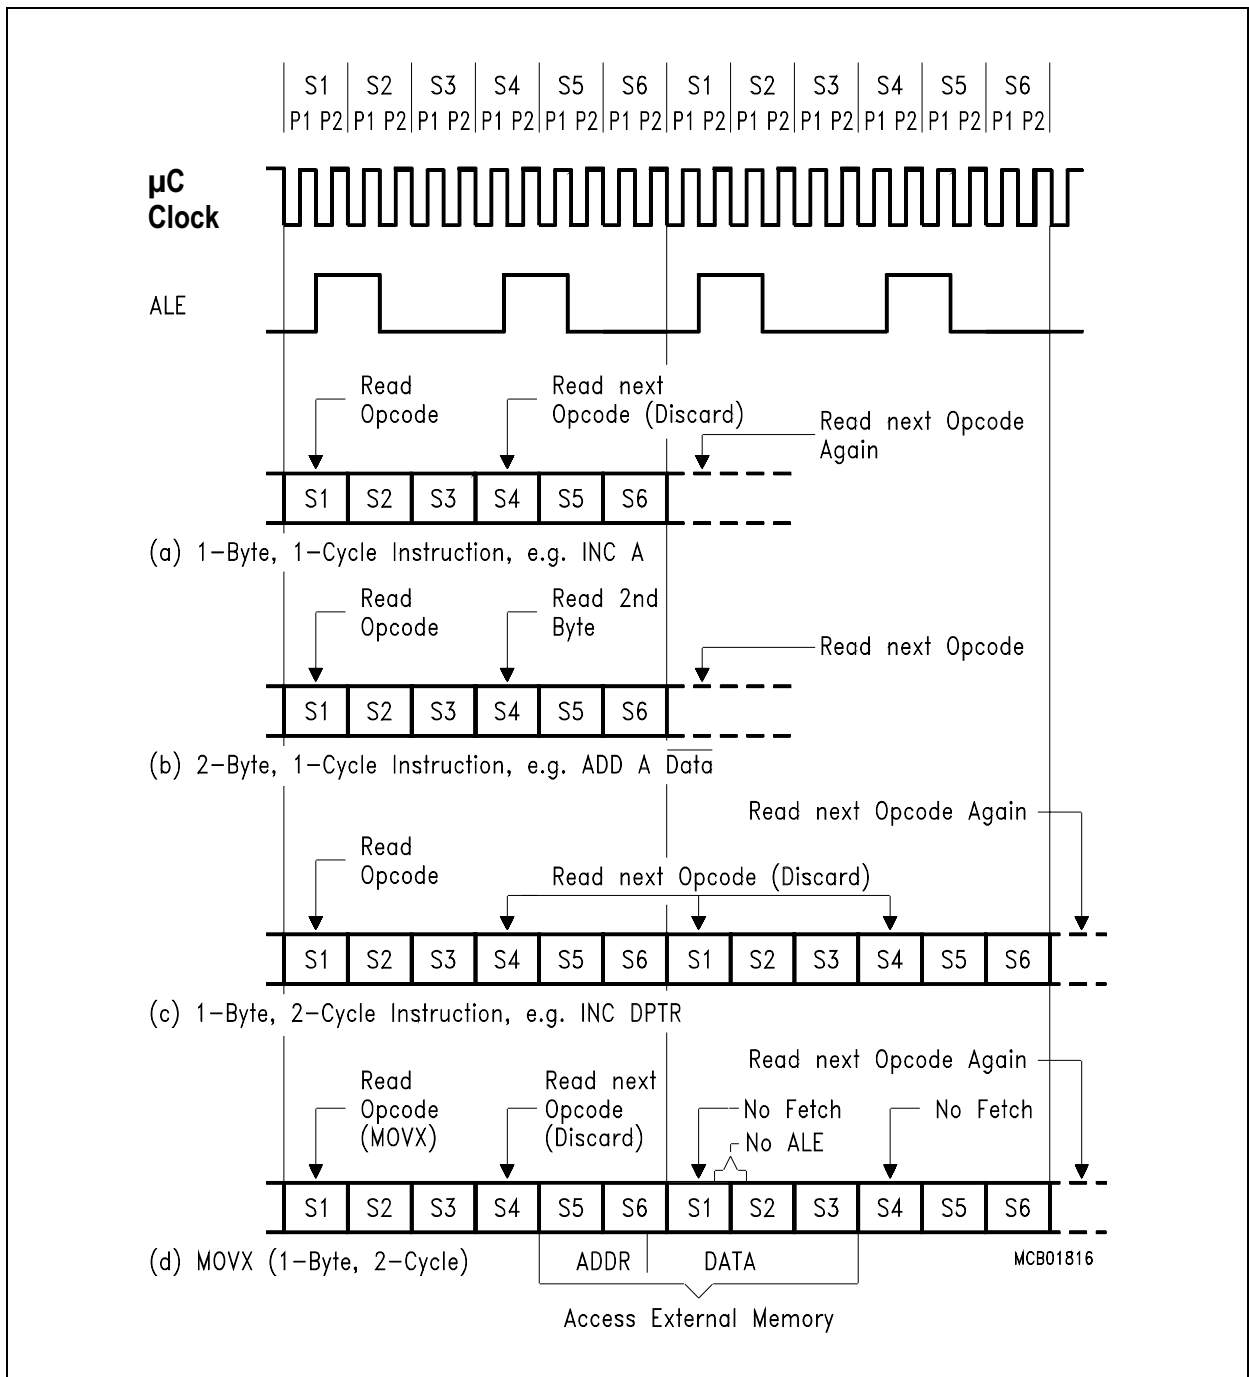 S1 S2 S3 S4 S5 S6 S1 S2 S3 S4 S5 S6
P1 P2 P1 P2 P1 P2 P1 P2 P1 P2 P1 P2 P1 P2 P1 P2 P1 P2 P1 P2 P1 P2 P1 P2
µC
Clock
ALE
Read
Opcode
Read next
Opcode (Discard)
Read next Opcode
Again
S1 S2 S3 S4 S5 S6
(a) 1-Byte, 1-Cycle Instruction, e.g. INC A
Read
Opcode
Read 2nd
Byte
Read next Opcode
S1 S2 S3 S4 S5 S6
(b) 2-Byte, 1-Cycle Instruction, e.g. ADD A Data
Read next Opcode Again
Read
Opcode
Read next Opcode (Discard)
S1 S2 S3 S4 S5 S6 S1 S2 S3 S4 S5 S6
(c) 1-Byte, 2-Cycle Instruction, e.g. INC DPTR
Read next Opcode Again
Read
Opcode
(MOVX)
Read next
Opcode
(Discard)
No Fetch
No ALE
No Fetch
S1 S2 S3 S4 S5 S6 S1 S2 S3 S4 S5 S6
(d) MOVX (1-Byte, 2-Cycle)
ADDR
DATA
MCB01816
Access External Memory